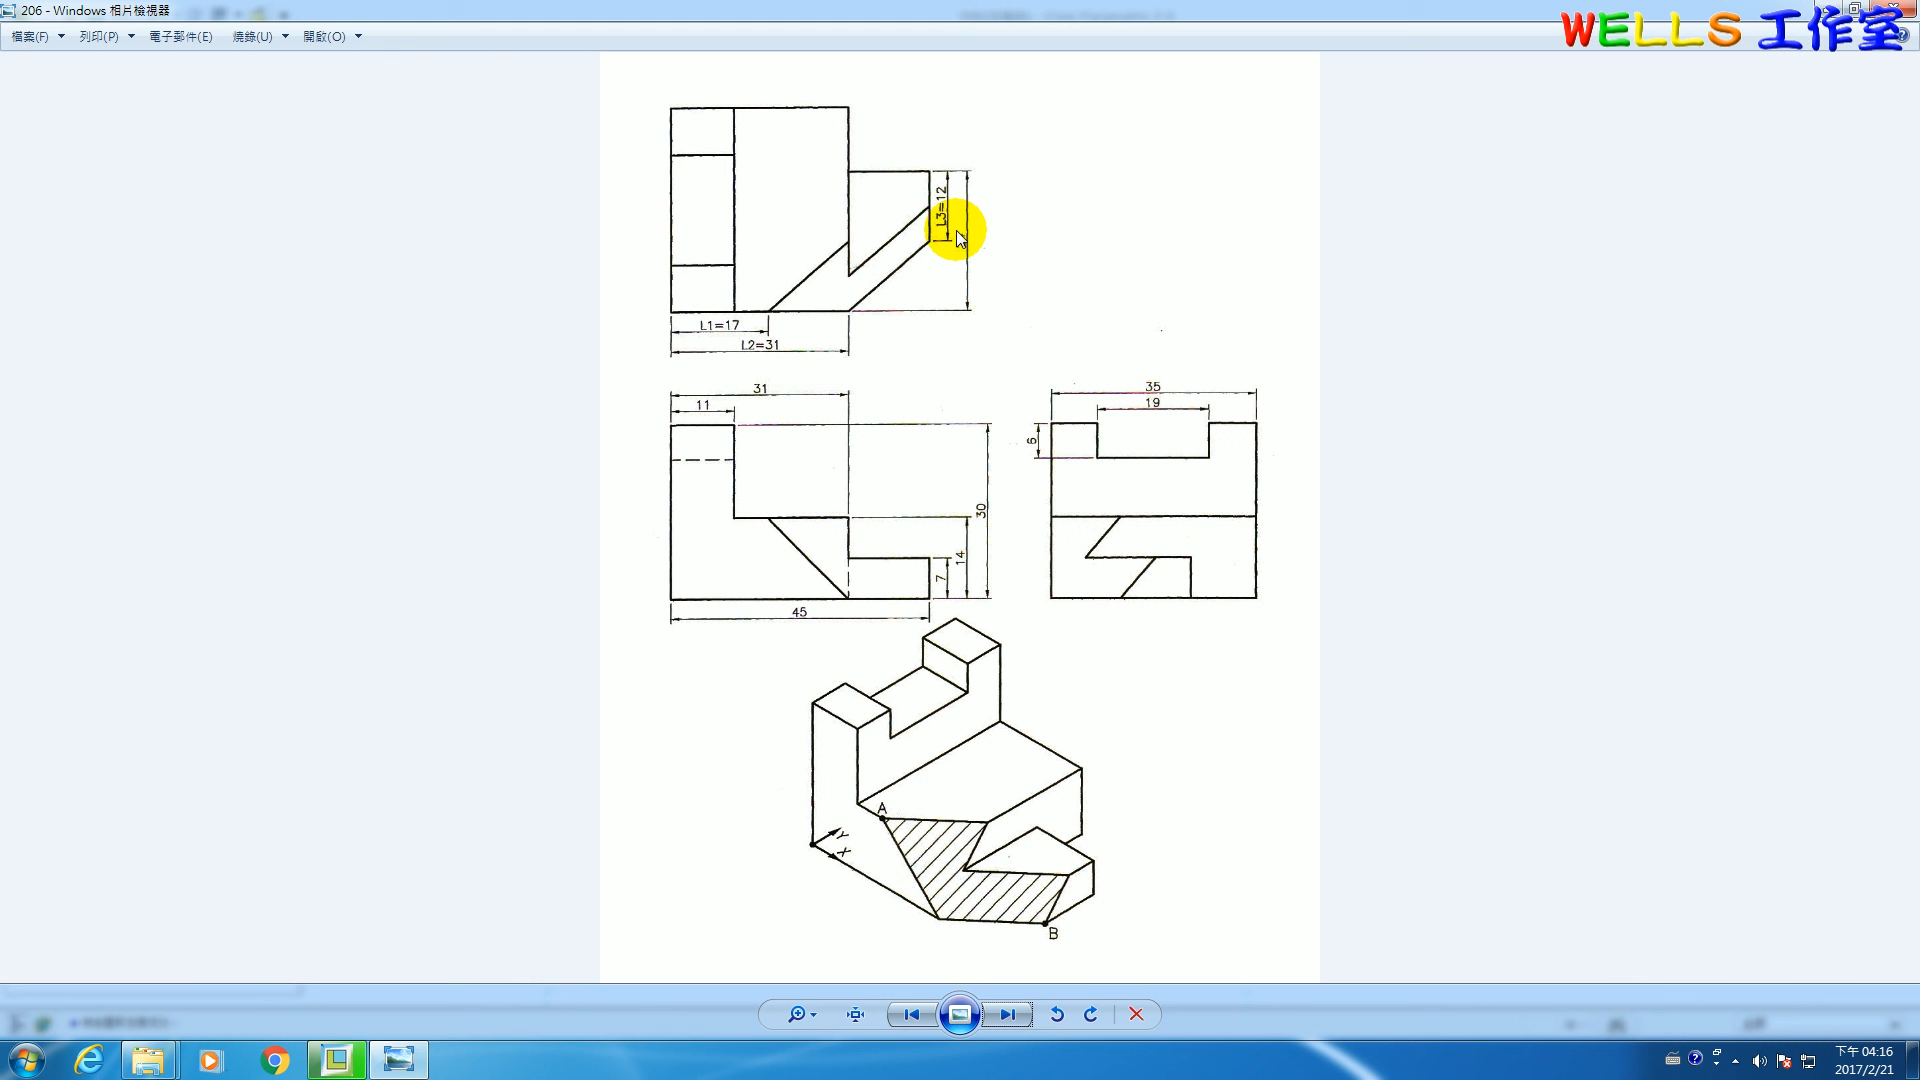 206 - Windows 相片檢視器
WELLS 工作室
檔案(F) 列印(P) 電子郵件(E) 燒錄(U) 開啟(O)
L3=12
L1=17
L2=31
31
11
30
14
7
45
35
19
6
A
Y
X
B
下午 04:16
2017/2/21